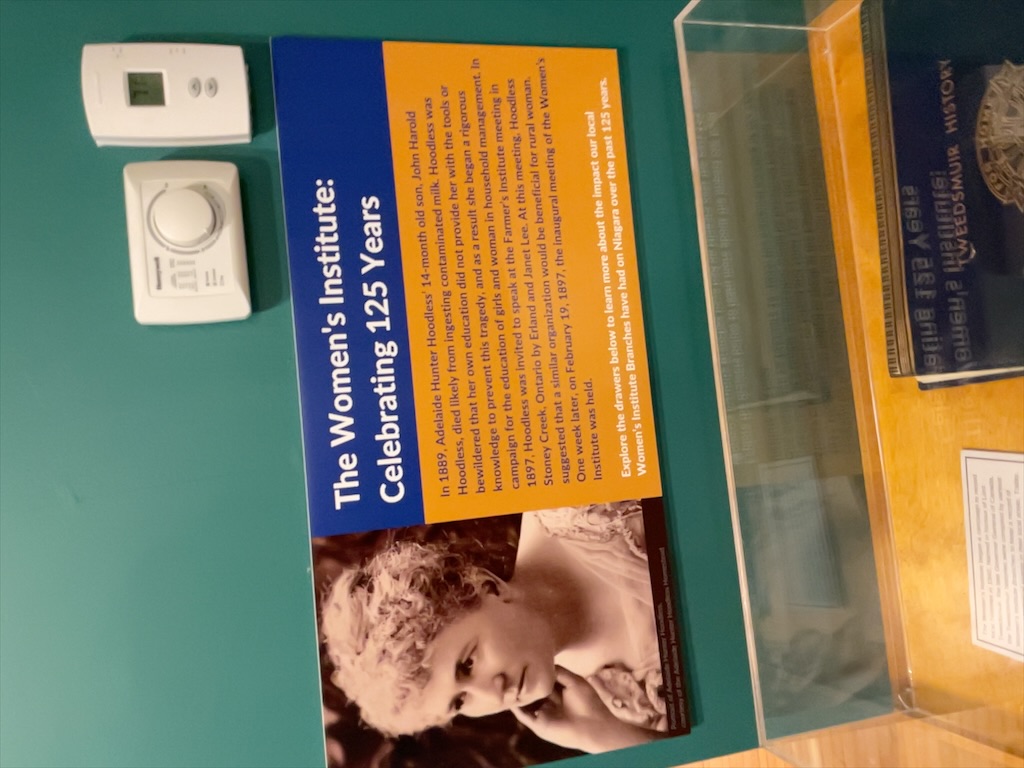 The Women's Institute:
Celebrating 125 Years
In 1889, Adelaide Hunter Hoodless' 14-month old son, John Harold
Hoodless, died likely from ingesting contaminated milk. Hoodless was
bewildered that her own education did not provide her with the tools or
knowledge to prevent this tragedy, and as a result she began a rigorous
campaign for the education of girls and woman in household management. In
1897, Hoodless was invited to speak at the Farmer's Institute meeting in
Stoney Creek, Ontario by Erland and Janet Lee. At this meeting, Hoodless
suggested that a similar organization would be beneficial for rural woman.
One week later, on February 19, 1897, the inaugural meeting of the Women's
Institute was held.
Explore the drawers below to learn more about the impact our local
Women's Institute Branches have had on Niagara over the past 125 years.
Honeywell
TWEEDSMUIR HISTORY